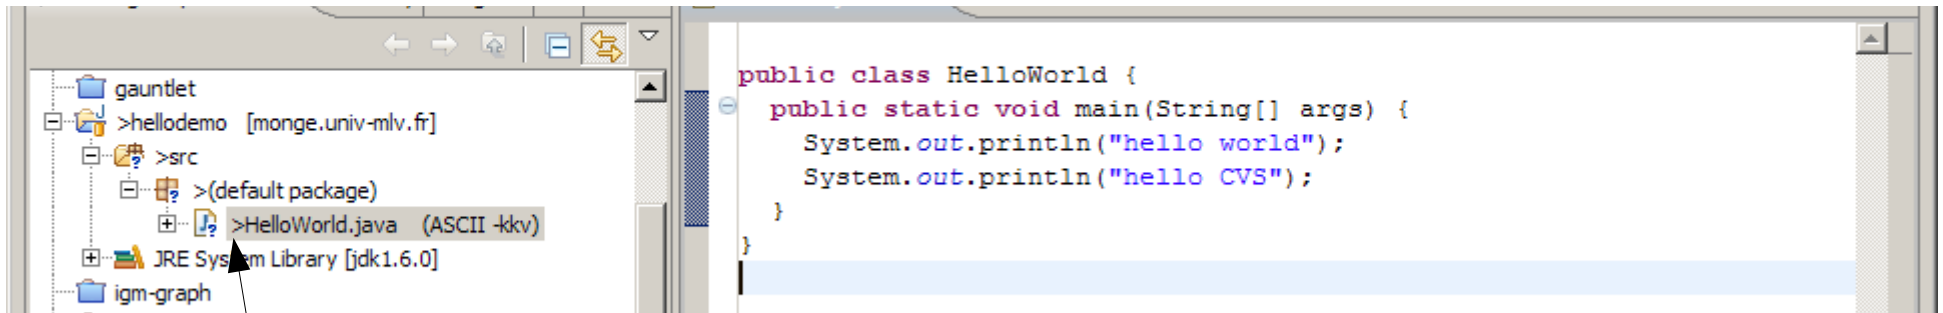 gauntlet
>hellodemo [monge.univ-mlv.fr]
>src
>(default package)
>HelloWorld.java (ASCII -kkv)
JRE System Library [jdk1.6.0]
igm-graph
public class HelloWorld {
public static void main(String[] args) {
System.out.println("hello world");
System.out.println("hello CVS");
}
}